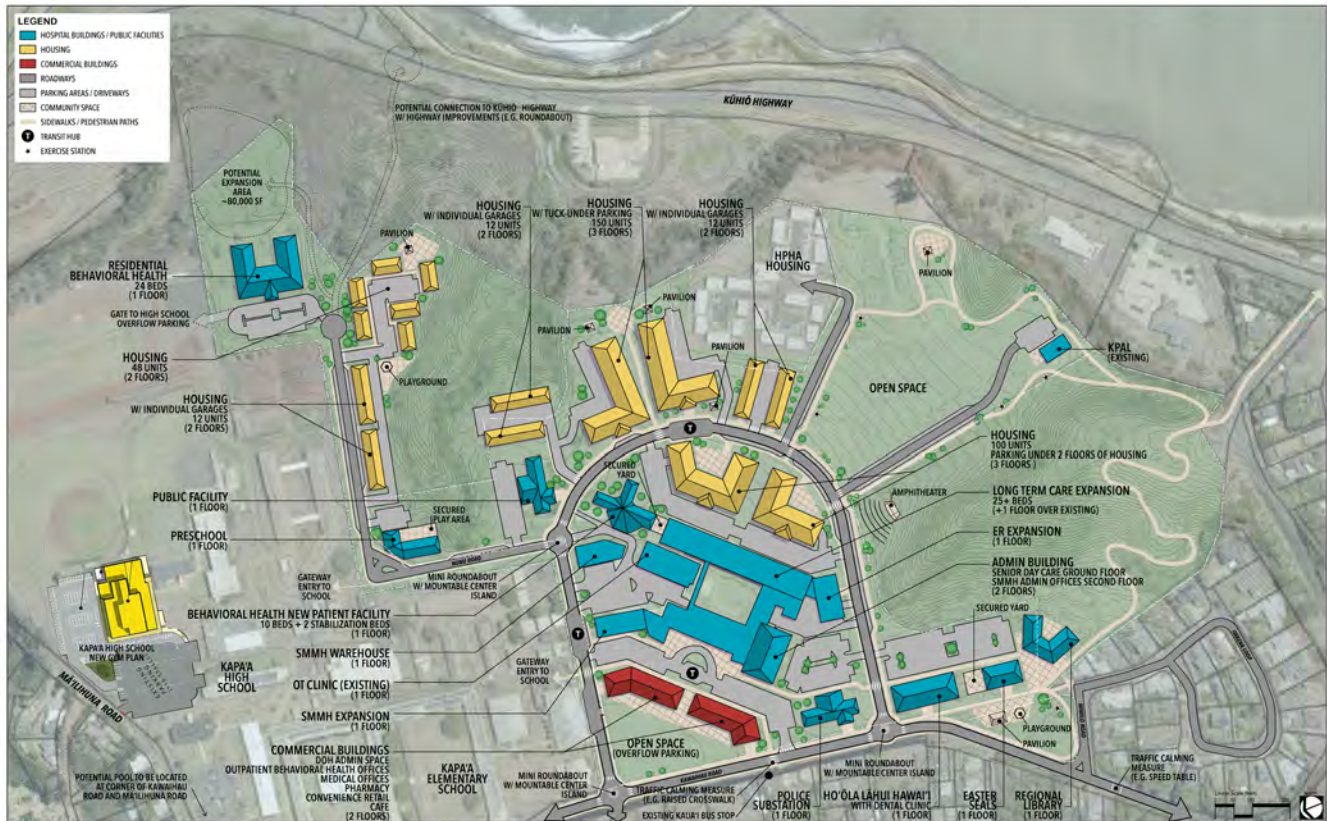 LEGEND
HOSPITAL BUILDINGS / PUBLIC FACILITIES
HOUSING
COMMERCIAL BUILDINGS
ROADWAYS
PARKING AREAS / DRIVEWAYS
COMMUNITY SPACE
SIDEWALKS / PEDESTRIAN PATHS
T TRANSIT HUB
EXERCISE STATION
KŪHIŌ HIGHWAY
POTENTIAL CONNECTION TO KŪHIŌ HIGHWAY
W/ HIGHWAY IMPROVEMENTS (E.G. ROUNDABOUT)
POTENTIAL
EXPANSION
AREA
~80,000 SF
HOUSING
W/ INDIVIDUAL GARAGES
12 UNITS
(2 FLOORS)
HOUSING
W/ TUCK-UNDER PARKING
150 UNITS
(3 FLOORS)
HOUSING
W/ INDIVIDUAL GARAGES
12 UNITS
(2 FLOORS)
PAVILION
HPHA
HOUSING
PAVILION
RESIDENTIAL
BEHAVIORAL HEALTH
24 BEDS
(1 FLOOR)
GATE TO HIGH SCHOOL
OVERFLOW PARKING
PAVILION
PAVILION
PAVILION
HOUSING
48 UNITS
(2 FLOORS)
PLAYGROUND
KPAL
(EXISTING)
OPEN SPACE
HOUSING
W/ INDIVIDUAL GARAGES
12 UNITS
(2 FLOORS)
T
HOUSING
100 UNITS
PARKING UNDER 2 FLOORS OF HOUSING
(3 FLOORS )
SECURED
YARD
PUBLIC FACILITY
(1 FLOOR)
SECURED
PLAY AREA
AMPHITHEATER
LONG TERM CARE EXPANSION
25+ BEDS
(+1 FLOOR OVER EXISTING)
PRESCHOOL
(1 FLOOR)
ER EXPANSION
(1 FLOOR)
NUNU ROAD
ADMIN BUILDING
SENIOR DAY CARE GROUND FLOOR
SMMH ADMIN OFFICES SECOND FLOOR
(2 FLOORS)
GATEWAY
ENTRY TO
SCHOOL
MINI ROUNDABOUT
W/ MOUNTABLE CENTER
ISLAND
BEHAVIORAL HEALTH NEW PATIENT FACILITY
10 BEDS + 2 STABILIZATION BEDS
(1 FLOOR)
SECURED YARD
KAPA'A HIGH SCHOOL
NEW GYM PLAN
EXISTING
PARKING
KAPA'A
HIGH
SCHOOL
MĀ'ILIHUNA ROAD
SMMH WAREHOUSE
(1 FLOOR)
T
GATEWAY
ENTRY TO
SCHOOL
T
OT CLINIC (EXISTING)
(1 FLOOR)
SMMH EXPANSION
(1 FLOOR)
COMMERCIAL BUILDINGS
DOH ADMIN SPACE
OUTPATIENT BEHAVIORAL HEALTH OFFICES
MEDICAL OFFICES
PHARMACY
CONVENIENCE RETAIL
CAFE
(2 FLOORS)
KAPA'A
ELEMENTARY
SCHOOL
OPEN SPACE
(OVERFLOW PARKING)
KAWAIHAU ROAD
PLAYGROUND
PAVILION
POTENTIAL POOL TO BE LOCATED
AT CORNER OF KAWAIHAU
ROAD AND MĀ'ILIHUNA ROAD
MINI ROUNDABOUT
W/ MOUNTABLE CENTER
ISLAND
TRAFFIC CALMING MEASURE
(E.G. RAISED CROSSWALK)
EXISTING KAUA'I BUS STOP
MINI ROUNDABOUT
W/ MOUNTABLE CENTER ISLAND
TRAFFIC CALMING
MEASURE
(E.G. SPEED TABLE)
POLICE
SUBSTATION
(1 FLOOR)
HO'ŌLA LĀHUI HAWAI'I
WITH DENTAL CLINIC
(1 FLOOR)
EASTER
SEALS
(1 FLOOR)
REGIONAL
LIBRARY
(1 FLOOR)